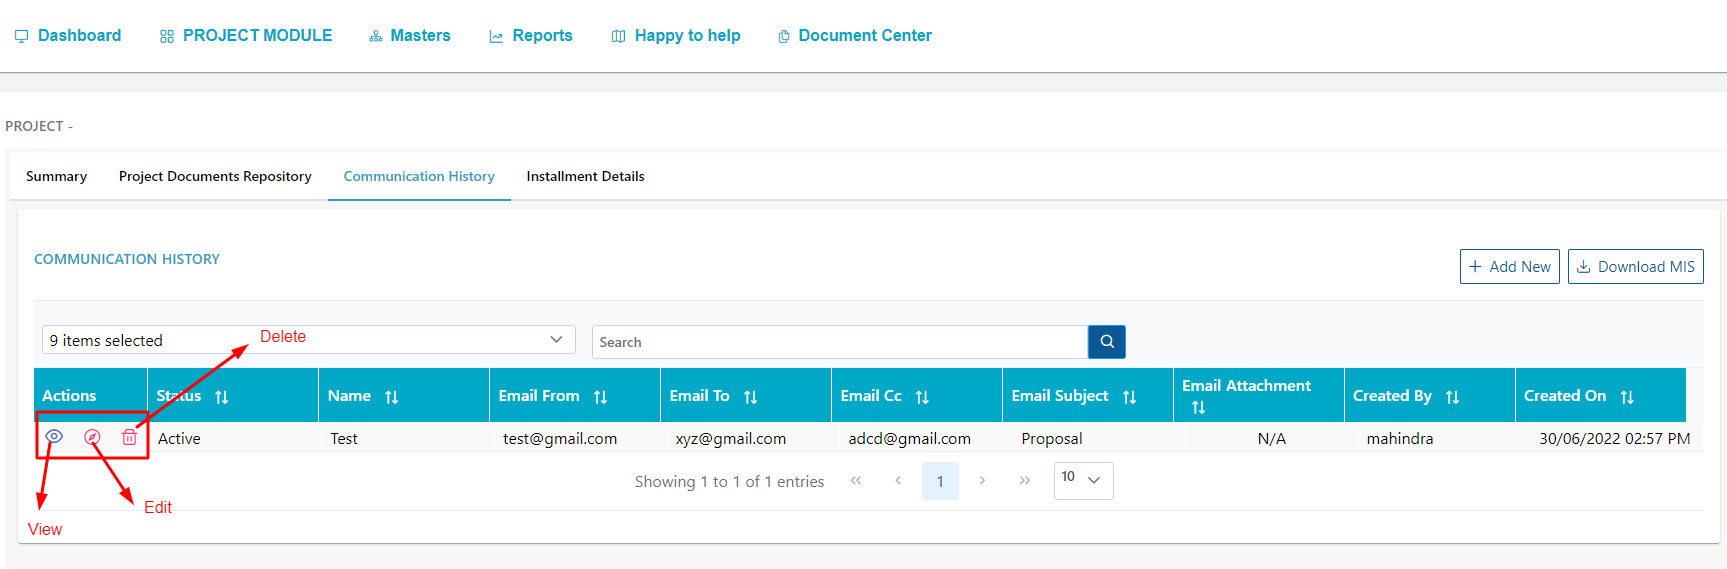 Dashboard PROJECT MODULE Masters Reports Happy to help Document Center
PROJECT -
Summary Project Documents Repository Communication History Installment Details
COMMUNICATION HISTORY
Add New Download MIS
9 items selected Search
Delete
Actions Status Name Email From Email To Email Cc Email Subject Email Attachment Created By Created On
Active Test test@gmail.com xyz@gmail.com adcd@gmail.com Proposal N/A mahindra 30/06/2022 02:57 PM
Showing 1 to 1 of 1 entries « ‹ 1 › » 10
Edit
View